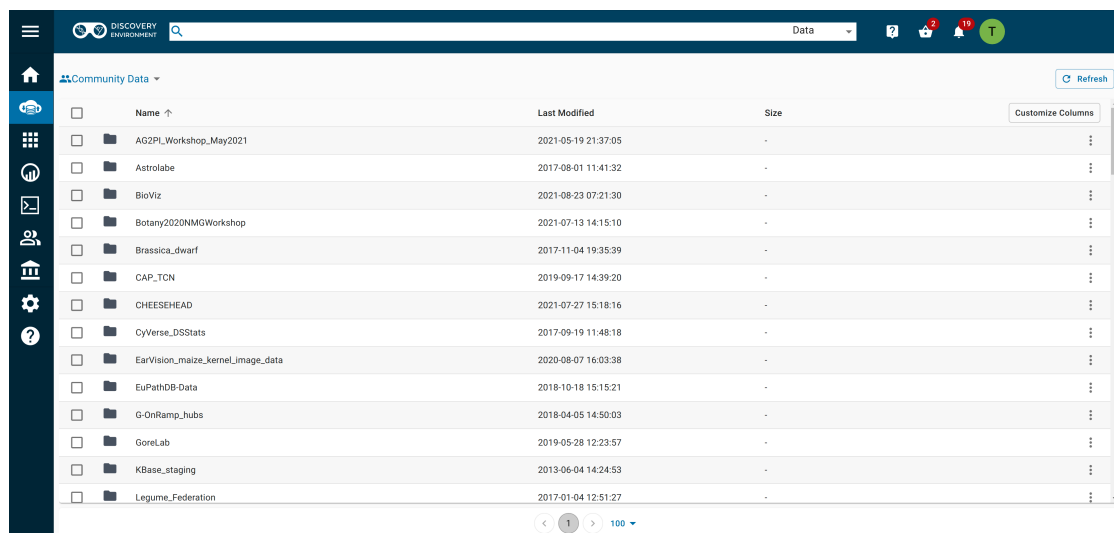 DISCOVERY
ENVIRONMENT
Data
2
19
T
Community Data
Refresh
Name Last Modified Size Customize Columns
AG2PI_Workshop_May2021 2021-05-19 21:37:05 -
Astrolabe 2017-08-01 11:41:32 -
BioViz 2021-08-23 07:21:30 -
Botany2020NMGWorkshop 2021-07-13 14:15:10 -
Brassica_dwarf 2017-11-04 19:35:39 -
CAP_TCN 2019-09-17 14:39:20 -
CHEESEHEAD 2021-07-27 15:18:16 -
CyVerse_DSStats 2017-09-19 11:48:18 -
EarVision_maize_kernel_image_data 2020-08-07 16:03:38 -
EuPathDB-Data 2018-10-18 15:15:21 -
G-OnRamp_hubs 2018-04-05 14:50:03 -
GoreLab 2019-05-28 12:23:57 -
KBase_staging 2013-06-04 14:24:53 -
Legume_Federation 2017-01-04 12:51:27 -
1 100